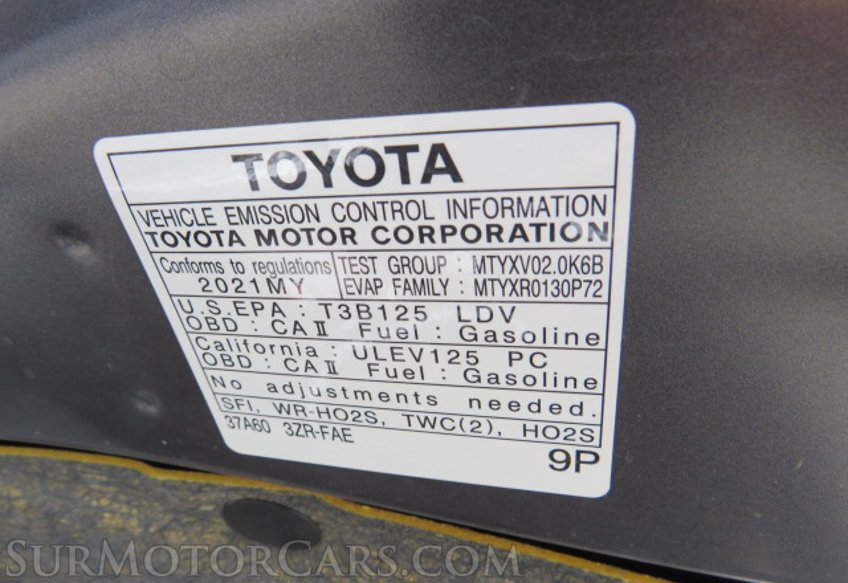 TOYOTA
VEHICLE EMISSION CONTROL INFORMATION
TOYOTA MOTOR CORPORATION
Conforms to regulations
2021MY
TEST GROUP : MTYXV02.0K6B
EVAP FAMILY : MTYXR0130P72
U.S.EPA : T3B125 LDV
OBD : CAⅡ Fuel : Gasoline
California : ULEV125 PC
OBD : CAⅡ Fuel : Gasoline
No adjustments needed.
SFI, WR-HO2S, TWC(2), HO2S
37A60 3ZR-FAE
9P
SURMOTORCARS.COM